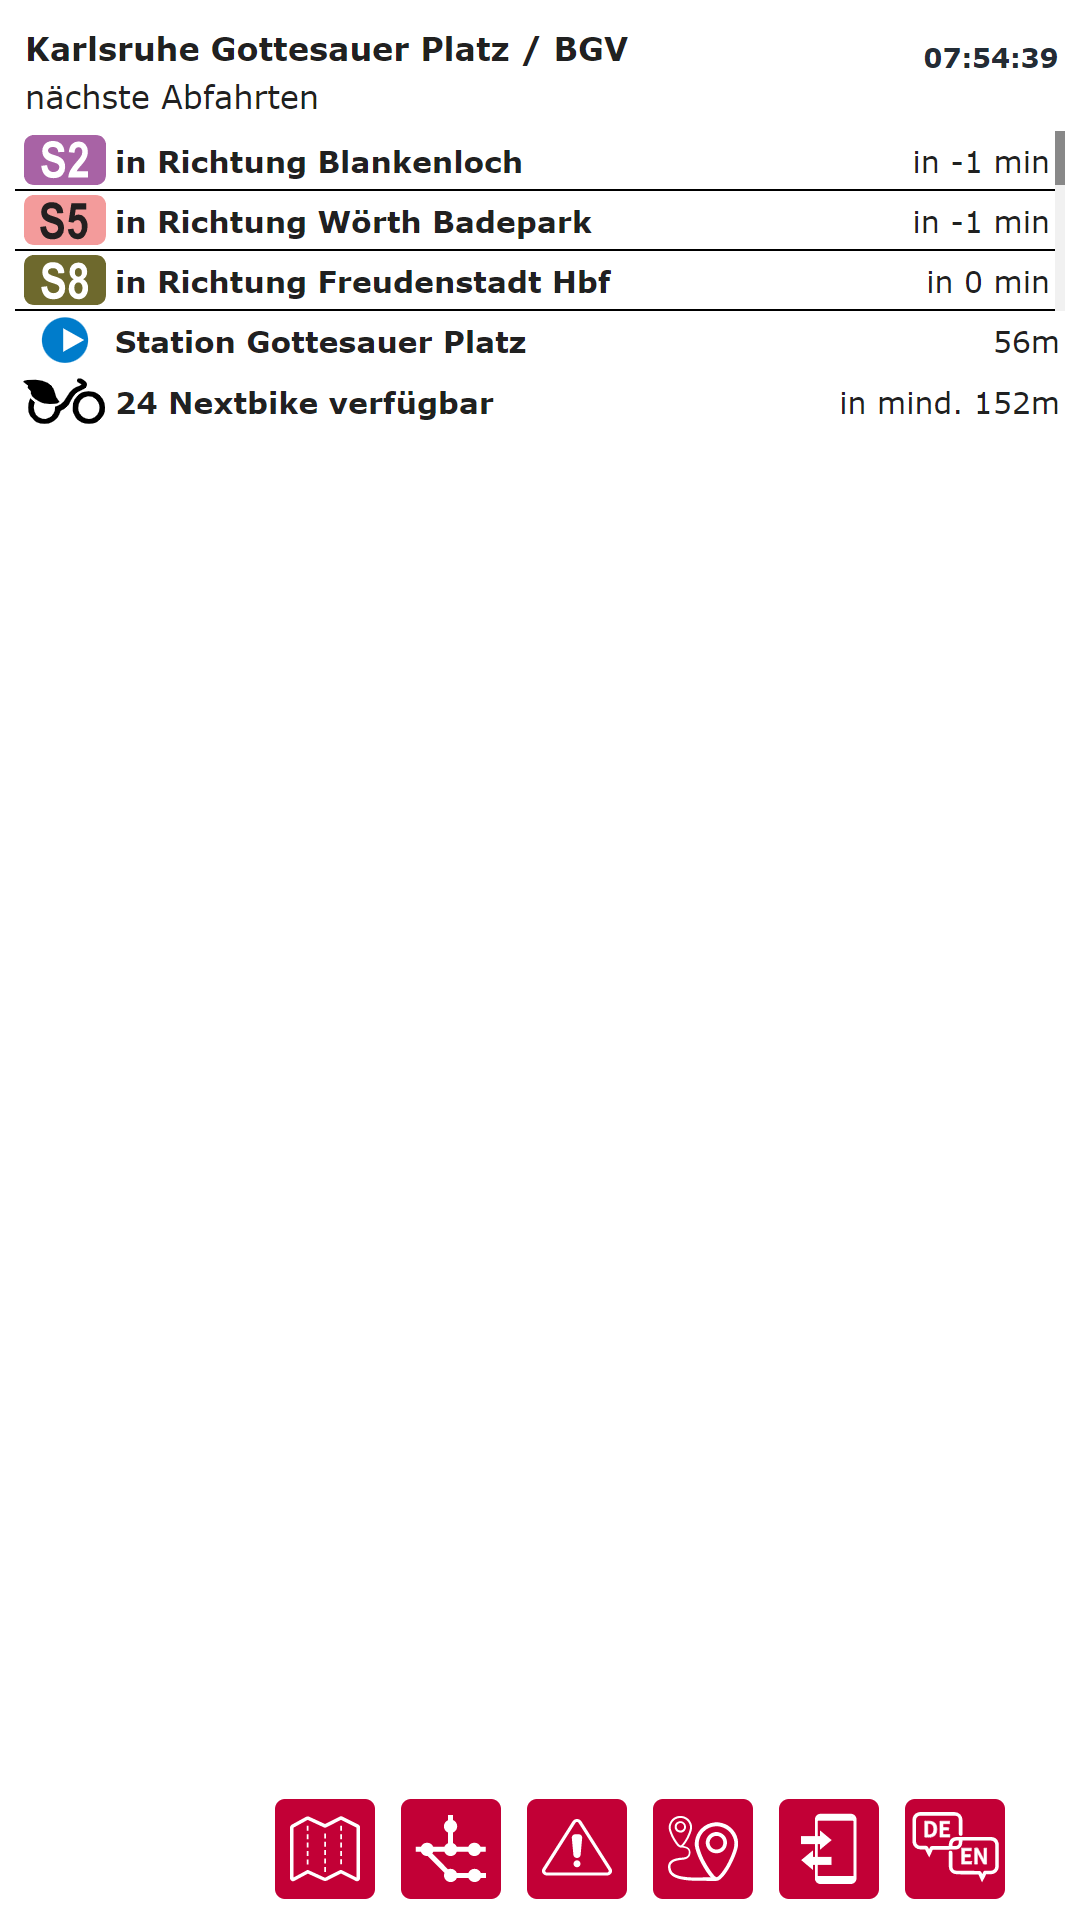 Karlsruhe Gottesauer Platz / BGV
07:54:39
nächste Abfahrten
S2 in Richtung Blankenloch in -1 min
S5 in Richtung Wörth Badepark in -1 min
S8 in Richtung Freudenstadt Hbf in 0 min
Station Gottesauer Platz 56m
24 Nextbike verfügbar in mind. 152m
DE
EN